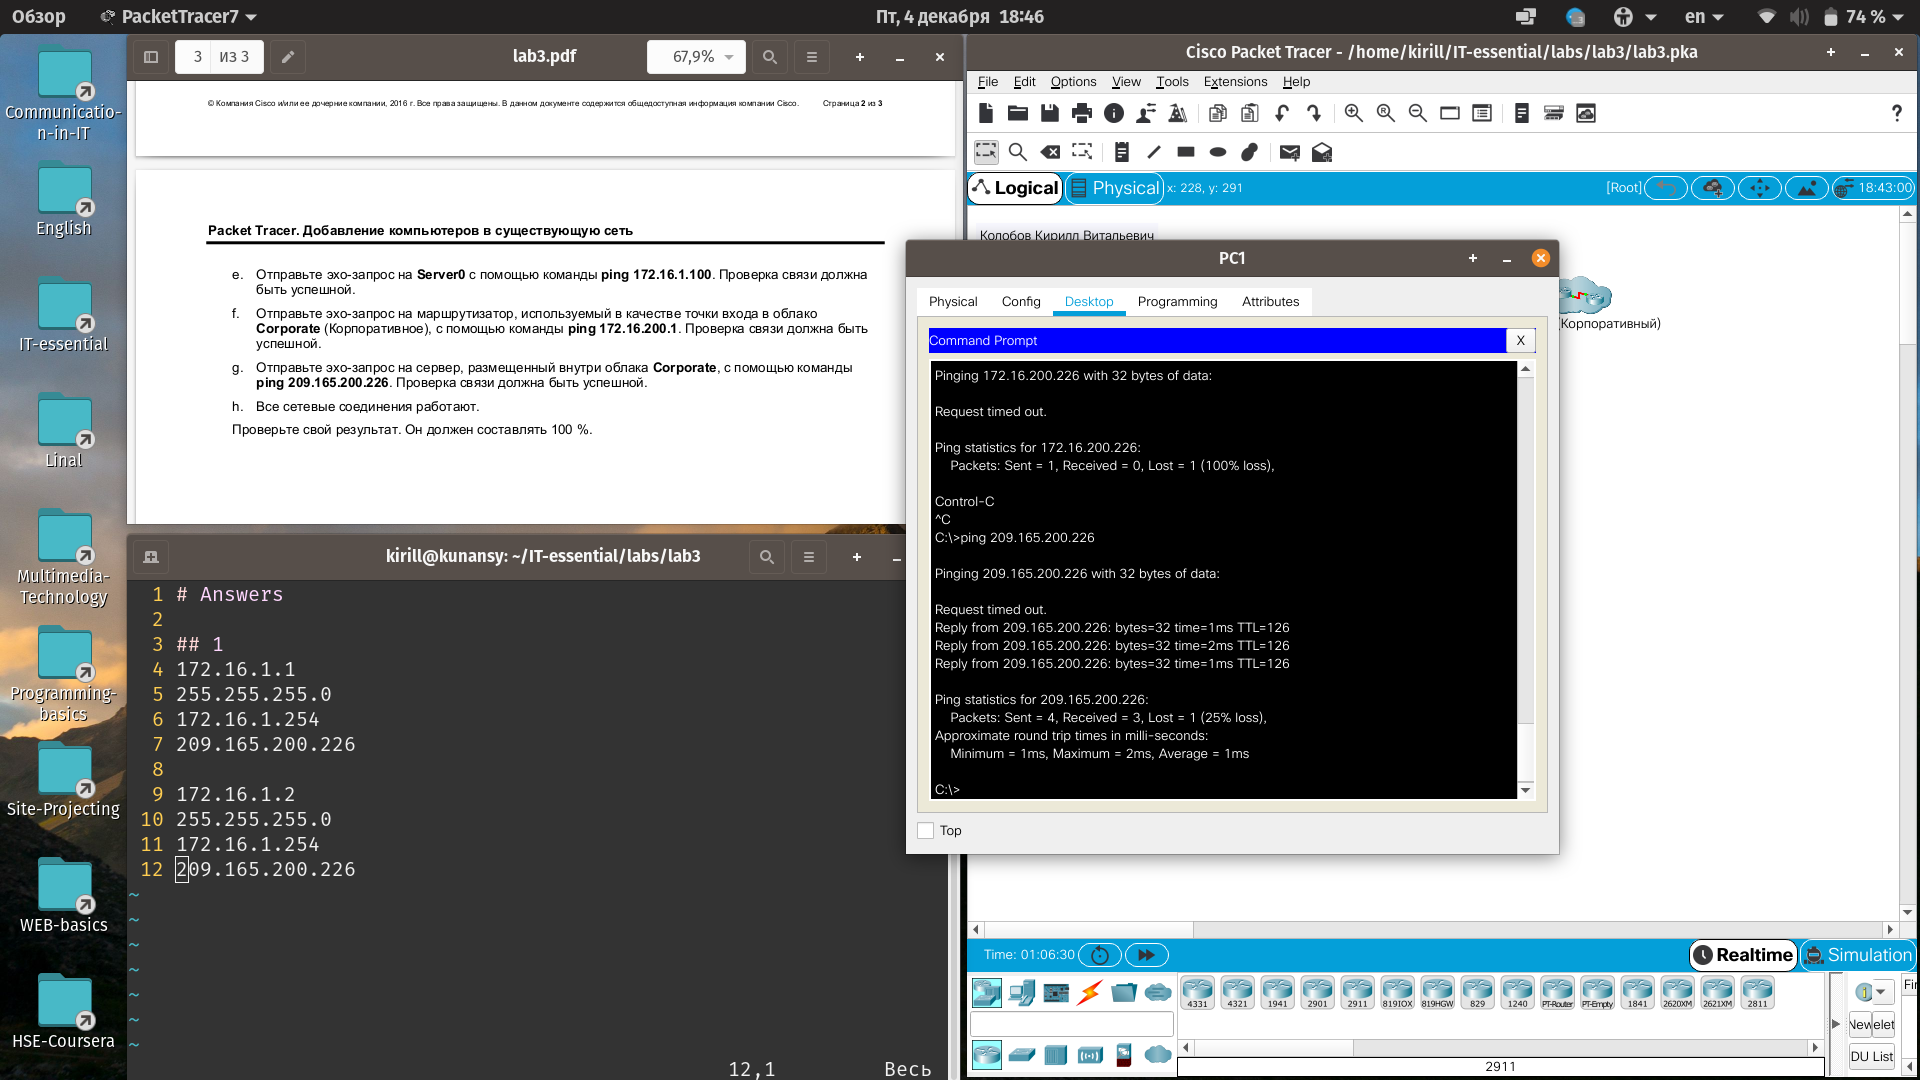 Обзор
PacketTracer7
Пт, 4 декабря 18:46
en
74 %
Communicatio-
n-in-IT
English
IT-essential
Linal
Multimedia-
Technology
Programming-
basics
Site-Projecting
WEB-basics
HSE-Coursera
3 из 3
lab3.pdf
67,9%
© Компания Cisco и/или ее дочерние компании, 2016 г. Все права защищены. В данном документе содержится общедоступная информация компании Cisco. Страница 2 из 3
Packet Tracer. Добавление компьютеров в существующую сеть
e. Отправьте эхо-запрос на Server0 с помощью команды ping 172.16.1.100. Проверка связи должна
быть успешной.
f. Отправьте эхо-запрос на маршрутизатор, используемый в качестве точки входа в облако
Corporate (Корпоративное), с помощью команды ping 172.16.200.1. Проверка связи должна быть
успешной.
g. Отправьте эхо-запрос на сервер, размещенный внутри облака Corporate, с помощью команды
ping 209.165.200.226. Проверка связи должна быть успешной.
h. Все сетевые соединения работают.
Проверьте свой результат. Он должен составлять 100 %.
kirill@kunansy: ~/IT-essential/labs/lab3
1 # Answers
2
3 ## 1
4 172.16.1.1
5 255.255.255.0
6 172.16.1.254
7 209.165.200.226
8
9 172.16.1.2
10 255.255.255.0
11 172.16.1.254
12 209.165.200.226
~
~
~
~
~
~
~
12,1 Весь
Cisco Packet Tracer - /home/kirill/IT-essential/labs/lab3/lab3.pka
File Edit Options View Tools Extensions Help
?
Logical
Physical
x: 228, y: 291
[Root]
18:43:00
Колобов Кирилл Витальевич
(Корпоративный)
PC1
Physical Config Desktop Programming Attributes
Command Prompt
X
Pinging 172.16.200.226 with 32 bytes of data:
Request timed out.
Ping statistics for 172.16.200.226:
Packets: Sent = 1, Received = 0, Lost = 1 (100% loss),
Control-C
^C
C:\>ping 209.165.200.226
Pinging 209.165.200.226 with 32 bytes of data:
Request timed out.
Reply from 209.165.200.226: bytes=32 time=1ms TTL=126
Reply from 209.165.200.226: bytes=32 time=2ms TTL=126
Reply from 209.165.200.226: bytes=32 time=1ms TTL=126
Ping statistics for 209.165.200.226:
Packets: Sent = 4, Received = 3, Lost = 1 (25% loss),
Approximate round trip times in milli-seconds:
Minimum = 1ms, Maximum = 2ms, Average = 1ms
C:\>
Top
Time: 01:06:30
Realtime
Simulation
4331 4321 1941 2901 2911 819IOX 819HGW 829 1240 PT-Router PT-Empty 1841 2620XM 2621XM 2811
Fir
New elet
DU List
2911